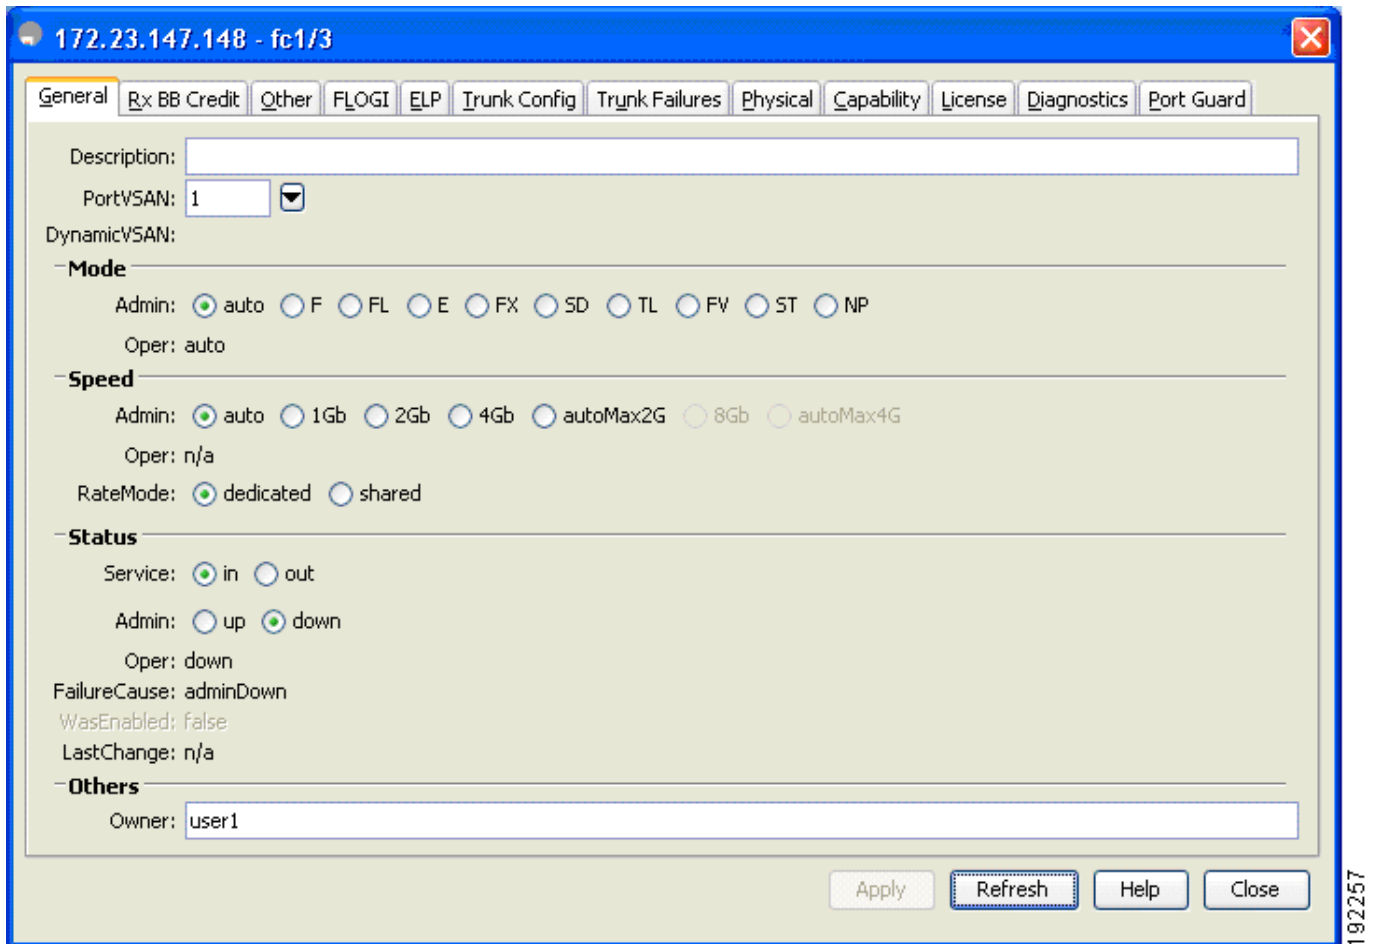 172.23.147.148 - fc1/3
General Rx BB Credit Other FLOGI ELP Trunk Config Trunk Failures Physical Capability License Diagnostics Port Guard
Description:
PortVSAN: 1
DynamicVSAN:
Mode
Admin: auto F FL E FX SD TL FV ST NP
Oper: auto
Speed
Admin: auto 1Gb 2Gb 4Gb autoMax2G 8Gb autoMax4G
Oper: n/a
RateMode: dedicated shared
Status
Service: in out
Admin: up down
Oper: down
FailureCause: adminDown
WasEnabled: false
LastChange: n/a
Others
Owner: user1
Apply Refresh Help Close
192257